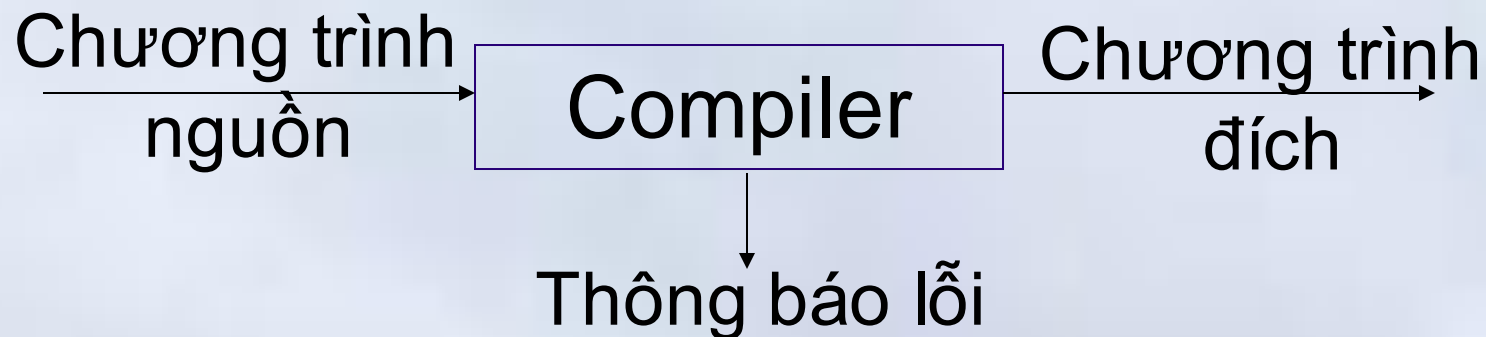 Chương trình
nguồn
Compiler
Chương trình
đích
Thông báo lỗi